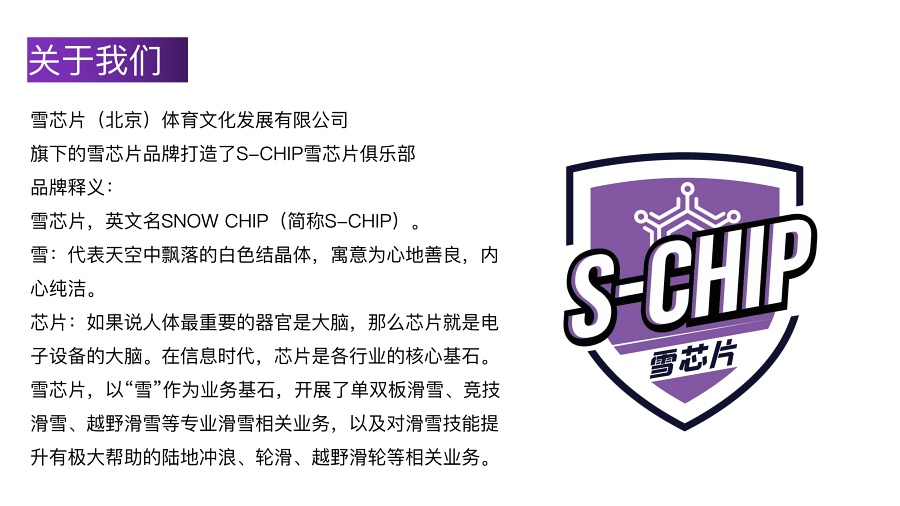 关于我们
雪芯片（北京）体育文化发展有限公司
旗下的雪芯片品牌打造了S-CHIP雪芯片俱乐部
品牌释义：
雪芯片，英文名SNOW CHIP（简称S-CHIP）。
雪：代表天空中飘落的白色结晶体，寓意为心地善良，内
心纯洁。
芯片：如果说人体最重要的器官是大脑，那么芯片就是电
子设备的大脑。在信息时代，芯片是各行业的核心基石。
雪芯片，以“雪”作为业务基石，开展了单双板滑雪、竞技
滑雪、越野滑雪等专业滑雪相关业务，以及对滑雪技能提
升有极大帮助的陆地冲浪、轮滑、越野滑轮等相关业务。
S-CHIP
雪芯片